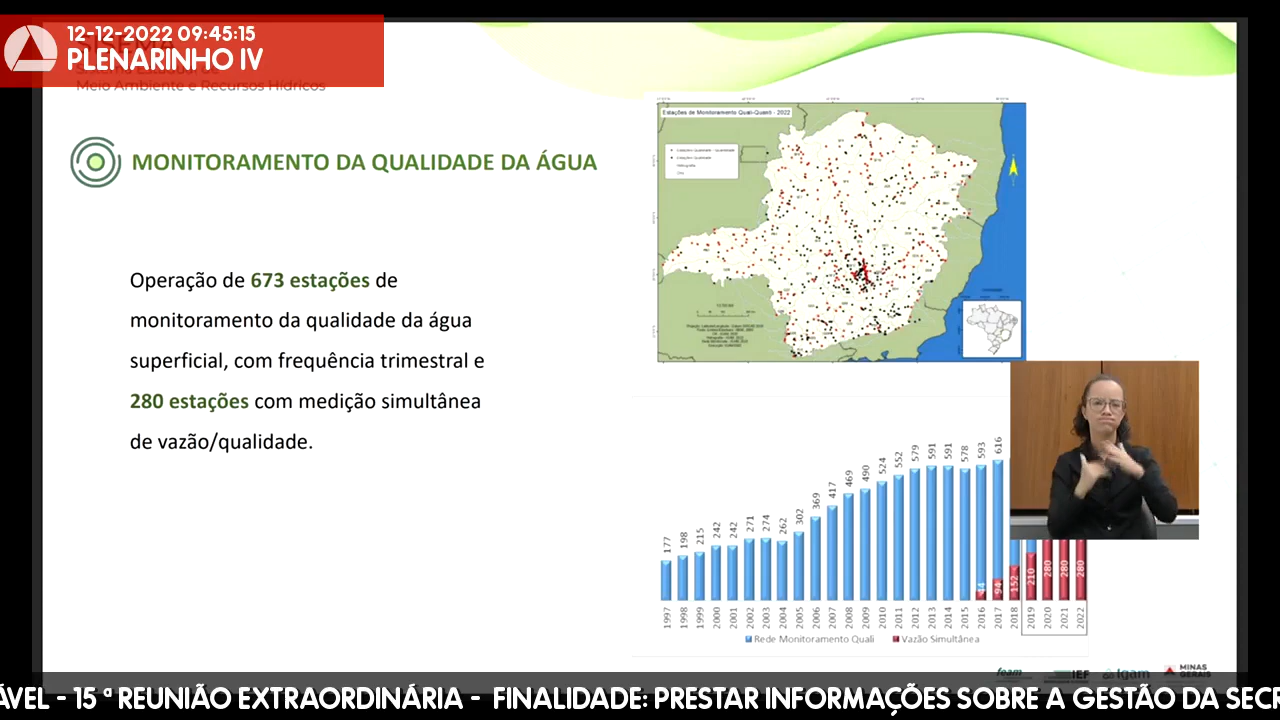 12-12-2022 09:45:15
PLENARINHO IV
Meio Ambiente e Recursos Hídricos
MONITORAMENTO DA QUALIDADE DA ÁGUA
Operação de 673 estações de
monitoramento da qualidade da água
superficial, com frequência trimestral e
280 estações com medição simultânea
de vazão/qualidade.
Estações de Monitoramento Quali-Quanti - 2022
177 198 215 242 242 271 274 262 302 369 417 469 490 524 552 579 591 591 578 593 616
44 94 152 210 280 280 280
1997 1998 1999 2000 2001 2002 2003 2004 2005 2006 2007 2008 2009 2010 2011 2012 2013 2014 2015 2016 2017 2018 2019 2020 2021 2022
Rede Monitoramento Quali Vazão Simultânea
feam IEF Igam MINAS GERAIS
ÁVEL - 15 ª REUNIÃO EXTRAORDINÁRIA - FINALIDADE: PRESTAR INFORMAÇÕES SOBRE A GESTÃO DA SECR